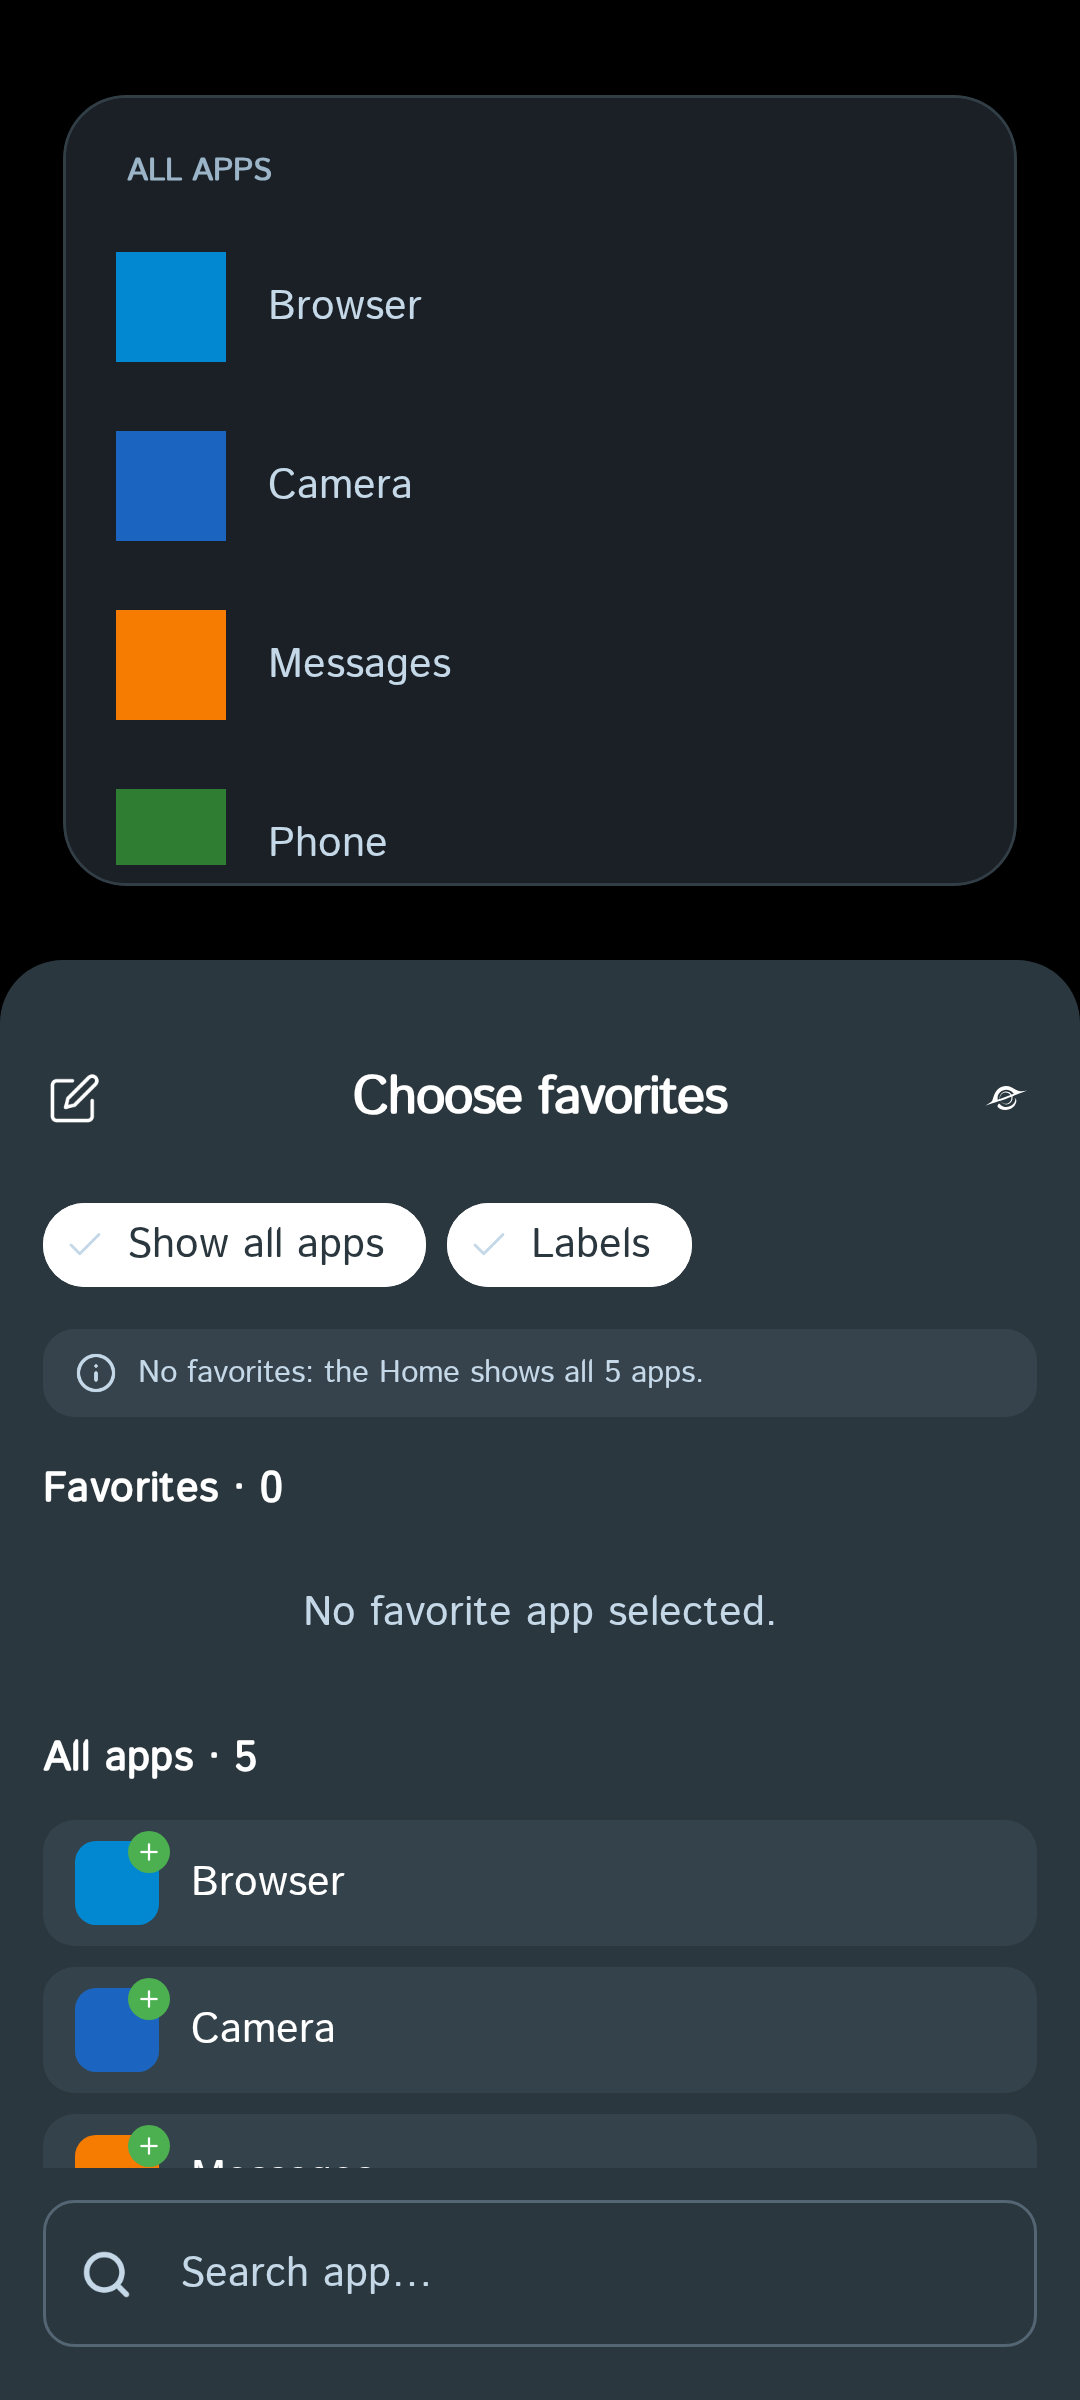 ALL APPS
Browser
Camera
Messages
Phone
Choose favorites
Show all apps
Labels
No favorites: the Home shows all 5 apps.
Favorites · 0
No favorite app selected.
All apps · 5
Browser
Camera
Messages
Search app...